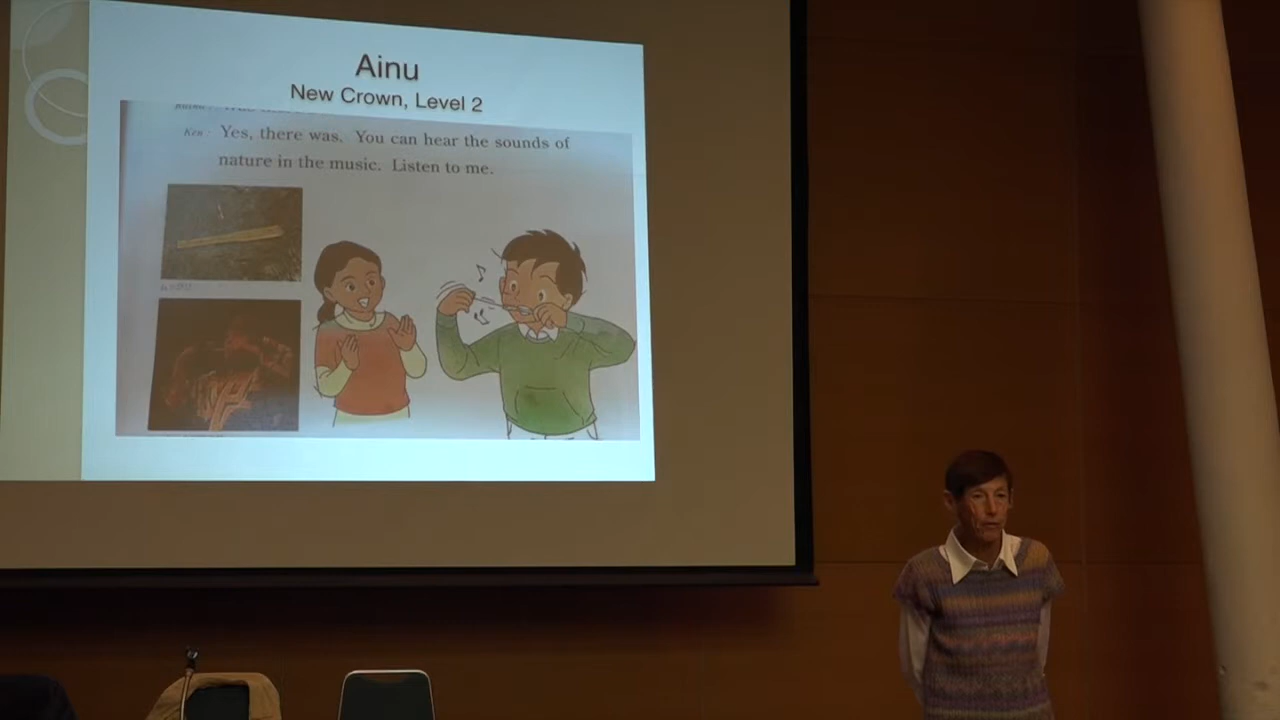 Ainu
New Crown, Level 2
Ken: Yes, there was. You can hear the sounds of
nature in the music. Listen to me.